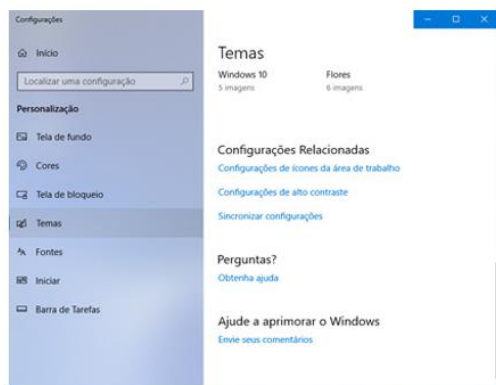 Configurações
Início
Localizar uma configuração
Personalização
Tela de fundo
Cores
Tela de bloqueio
Temas
Fontes
Iniciar
Barra de Tarefas
Temas
Windows 10 Flores
5 imagens 6 imagens
Configurações Relacionadas
Configurações de ícones da área de trabalho
Configurações de alto contraste
Sincronizar configurações
Perguntas?
Obtenha ajuda
Ajude a aprimorar o Windows
Envie seus comentários